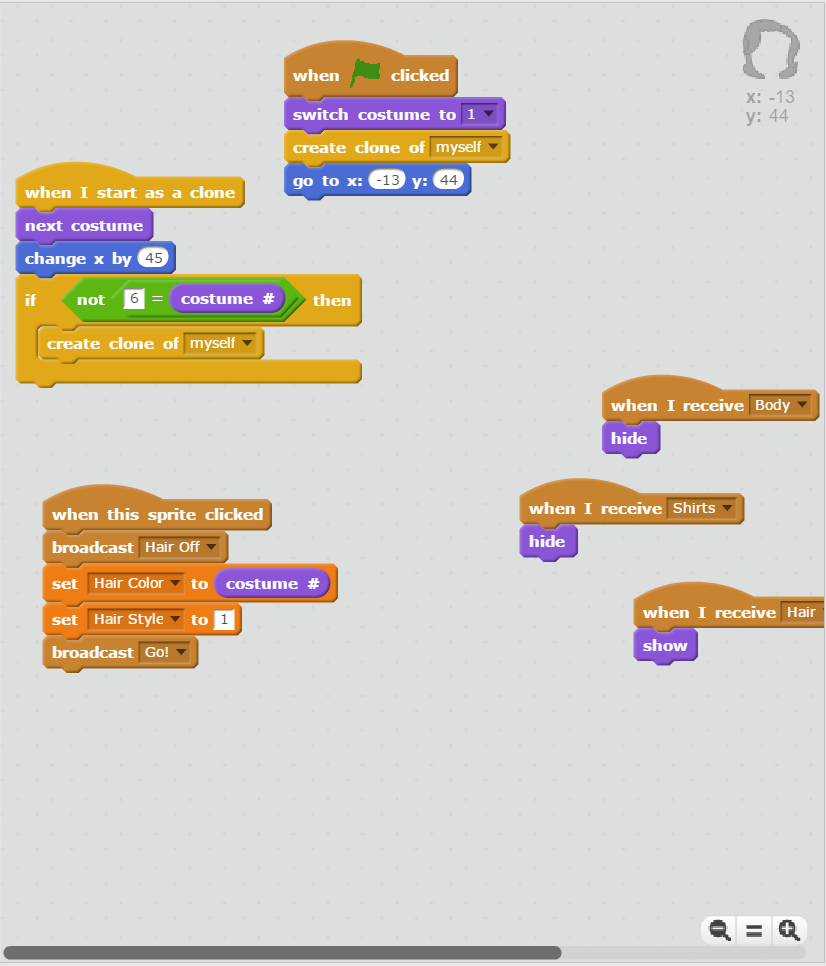 when clicked
switch costume to 1
create clone of myself
go to x: -13 y: 44
x: -13
y: 44
when I start as a clone
next costume
change x by 45
if not 6 = costume # then
create clone of myself
when I receive Body
hide
when I receive Shirts
hide
when this sprite clicked
broadcast Hair Off
set Hair Color to costume #
set Hair Style to 1
broadcast Go!
when I receive Hair
show